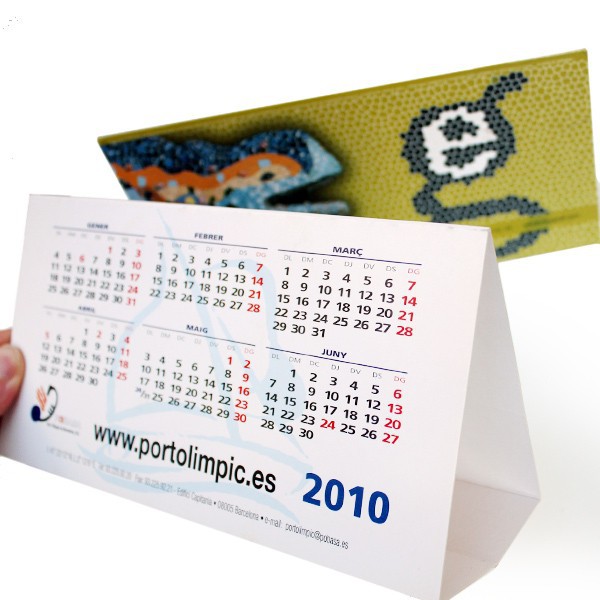 GENER
1 2 3
4 5 6 7 8 9 10
11 12 13 14 15 16 17
18 19 20 21 22 23 24
25 26 27 28 29 30 31
FEBRER
1 2 3 4 5 6 7
8 9 10 11 12 13 14
15 16 17 18 19 20 21
22 23 24 25 26 27 28
MARÇ
DL DM DC DJ DV DS DG
1 2 3 4 5 6 7
8 9 10 11 12 13 14
15 16 17 18 19 20 21
22 23 24 25 26 27 28
29 30 31
ABRIL
1 2 3 4
5 6 7 8 9 10 11
12 13 14 15 16 17 18
19 20 21 22 23 24 25
26 27 28 29 30
MAIG
1 2
3 4 5 6 7 8 9
10 11 12 13 14 15 16
17 18 19 20 21 22 23
24/31 25 26 27 28 29 30
JUNY
DL DM DC DJ DV DS DG
1 2 3 4 5 6
7 8 9 10 11 12 13
14 15 16 17 18 19 20
21 22 23 24 25 26 27
28 29 30
www.portolimpic.es 2010
Edifici Capitania • 08005 Barcelona • e-mail: portolimpic@pobasa.es